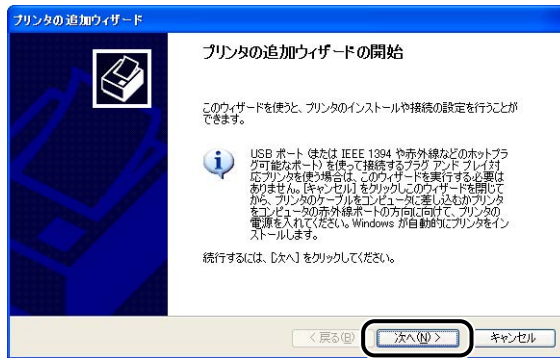 プリンタの追加ウィザード
プリンタの追加ウィザードの開始
このウィザードを使うと、プリンタのインストールや接続の設定を行うことが
できます。
USB ポート (または IEEE 1394 や赤外線などのホットプラ
グ可能なポート) を使って接続するプラグ アンド プレイ対
応プリンタを使う場合は、このウィザードを実行する必要は
ありません。[キャンセル] をクリックしこのウィザードを閉じて
から、プリンタのケーブルをコンピュータに差し込むかプリンタ
をコンピュータの赤外線ポートの方向に向けて、プリンタの
電源を入れてください。Windows が自動的にプリンタをイン
ストールします。
続行するには、[次へ] をクリックしてください。
< 戻る(B)
次へ(N) >
キャンセル